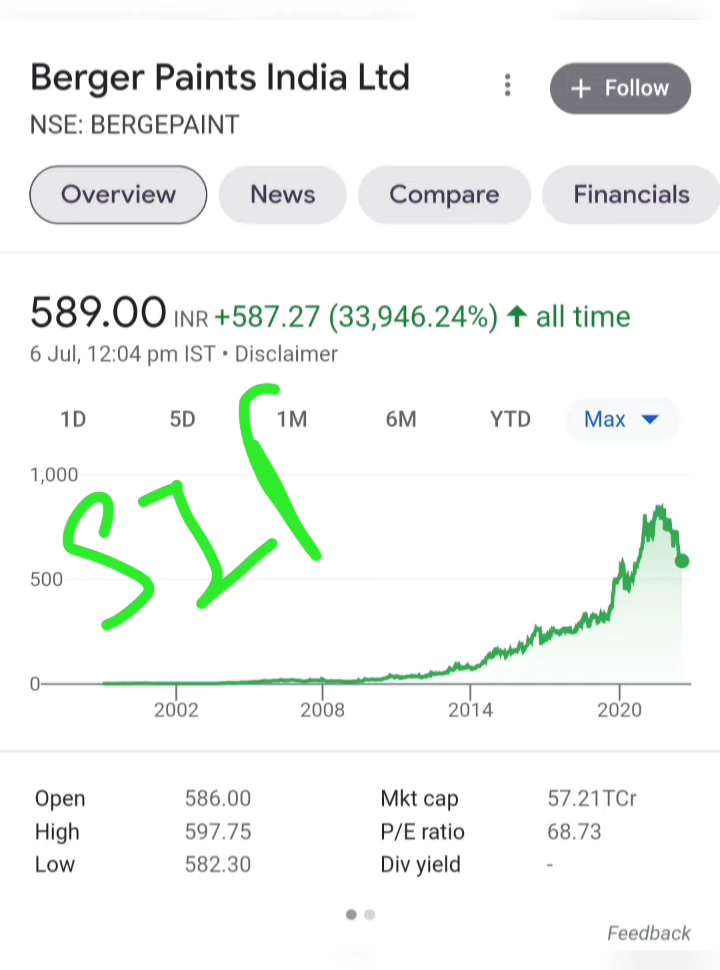 Berger Paints India Ltd
+ Follow
NSE: BERGEPAINT
Overview News Compare Financials
589.00 INR +587.27 (33,946.24%) ↑ all time
6 Jul, 12:04 pm IST • Disclaimer
1D 5D 1M 6M YTD Max
SIP
1,000
500
0
2002 2008 2014 2020
Open 586.00 Mkt cap 57.21TCr
High 597.75 P/E ratio 68.73
Low 582.30 Div yield -
Feedback